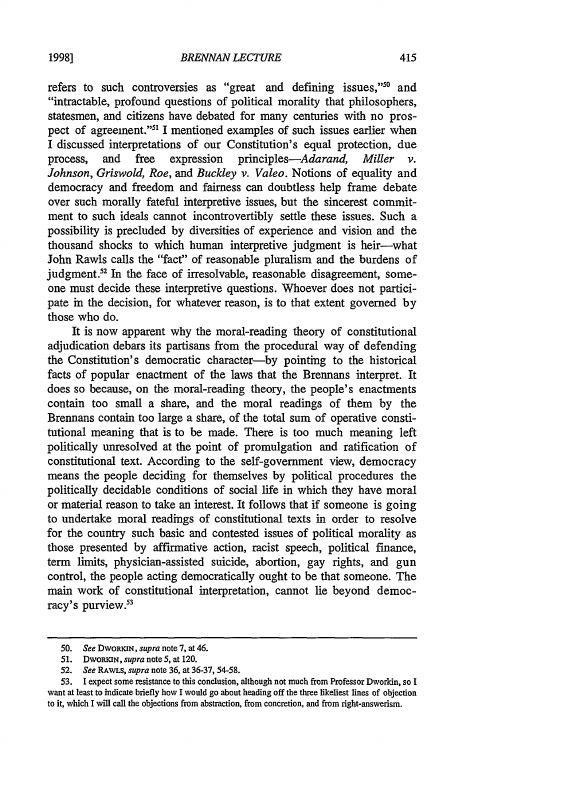 1998] BRENNAN LECTURE 415
refers to such controversies as "great and defining issues,"50 and
"intractable, profound questions of political morality that philosophers,
statesmen, and citizens have debated for many centuries with no pros-
pect of agreement."51 I mentioned examples of such issues earlier when
I discussed interpretations of our Constitution's equal protection, due
process, and free expression principles—Adarand, Miller v.
Johnson, Griswold, Roe, and Buckley v. Valeo. Notions of equality and
democracy and freedom and fairness can doubtless help frame debate
over such morally fateful interpretive issues, but the sincerest commit-
ment to such ideals cannot incontrovertibly settle these issues. Such a
possibility is precluded by diversities of experience and vision and the
thousand shocks to which human interpretive judgment is heir—what
John Rawls calls the "fact" of reasonable pluralism and the burdens of
judgment.52 In the face of irresolvable, reasonable disagreement, some-
one must decide these interpretive questions. Whoever does not partici-
pate in the decision, for whatever reason, is to that extent governed by
those who do.
It is now apparent why the moral-reading theory of constitutional
adjudication debars its partisans from the procedural way of defending
the Constitution's democratic character—by pointing to the historical
facts of popular enactment of the laws that the Brennans interpret. It
does so because, on the moral-reading theory, the people's enactments
contain too small a share, and the moral readings of them by the
Brennans contain too large a share, of the total sum of operative consti-
tutional meaning that is to be made. There is too much meaning left
politically unresolved at the point of promulgation and ratification of
constitutional text. According to the self-government view, democracy
means the people deciding for themselves by political procedures the
politically decidable conditions of social life in which they have moral
or material reason to take an interest. It follows that if someone is going
to undertake moral readings of constitutional texts in order to resolve
for the country such basic and contested issues of political morality as
those presented by affirmative action, racist speech, political finance,
term limits, physician-assisted suicide, abortion, gay rights, and gun
control, the people acting democratically ought to be that someone. The
main work of constitutional interpretation, cannot lie beyond democ-
racy's purview.53
50. See DWORKIN, supra note 7, at 46.
51. DWORKIN, supra note 5, at 120.
52. See RAWLS, supra note 36, at 36-37, 54-58.
53. I expect some resistance to this conclusion, although not much from Professor Dworkin, so I
want at least to indicate briefly how I would go about heading off the three likeliest lines of objection
to it, which I will call the objections from abstraction, from concretion, and from right-answerism.